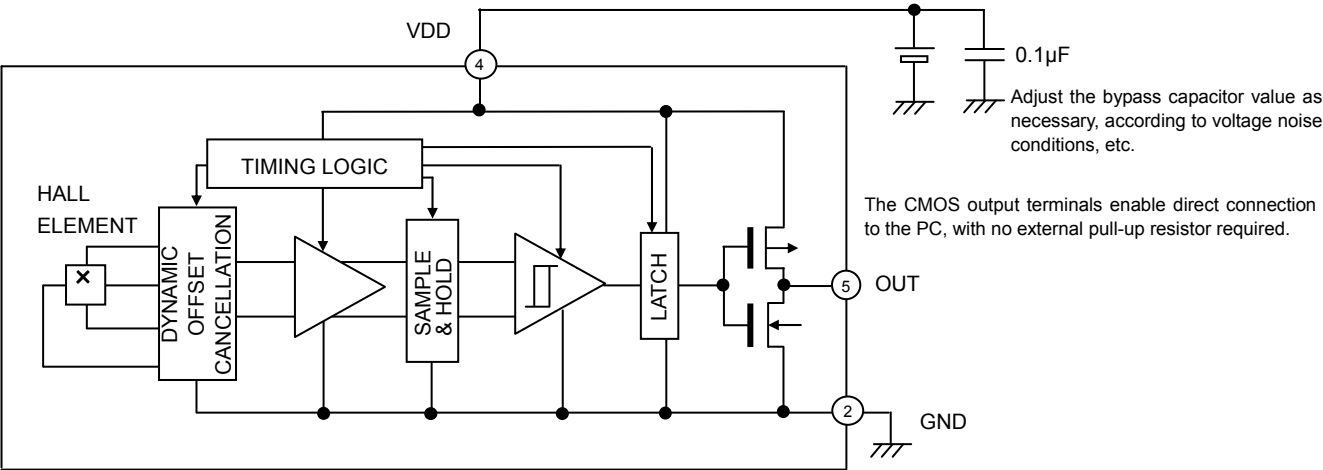 VDD
4
0.1µF
Adjust the bypass capacitor value as
necessary, according to voltage noise
conditions, etc.
TIMING LOGIC
HALL
ELEMENT
The CMOS output terminals enable direct connection
to the PC, with no external pull-up resistor required.
×
DYNAMIC
OFFSET
CANCELLATION
SAMPLE
& HOLD
LATCH
5
OUT
2
GND